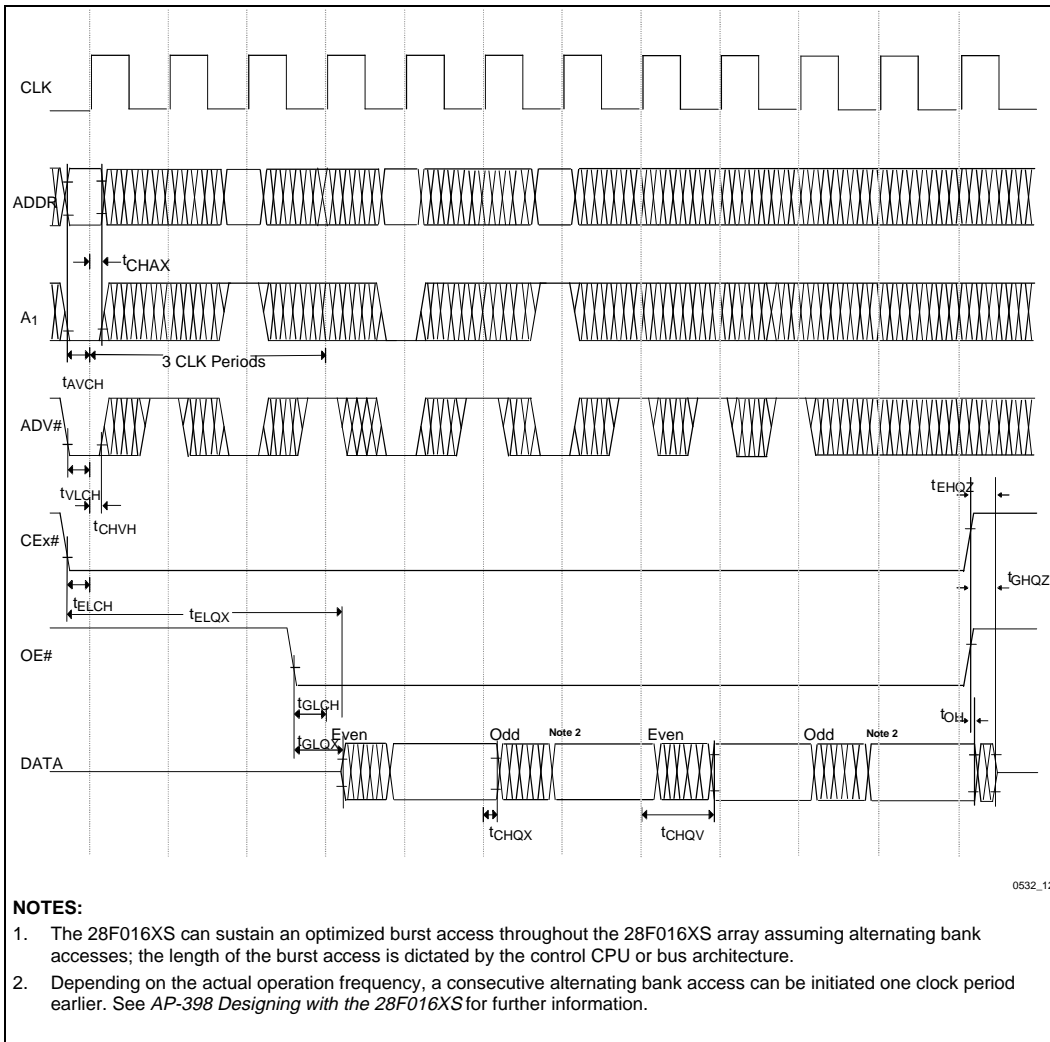 CLK
ADDR
tCHAX
A1
3 CLK Periods
tAVCH
ADV#
tVLCH
tEHQZ
tCHVH
CEx#
tGHQZ
tELCH
tELQX
OE#
tGLCH
tOH
tGLQX
Even
Odd
Note 2
Even
Odd
Note 2
DATA
tCHQX
tCHQV
0532_12
NOTES:
1. The 28F016XS can sustain an optimized burst access throughout the 28F016XS array assuming alternating bank
accesses; the length of the burst access is dictated by the control CPU or bus architecture.
2. Depending on the actual operation frequency, a consecutive alternating bank access can be initiated one clock period
earlier. See AP-398 Designing with the 28F016XS for further information.